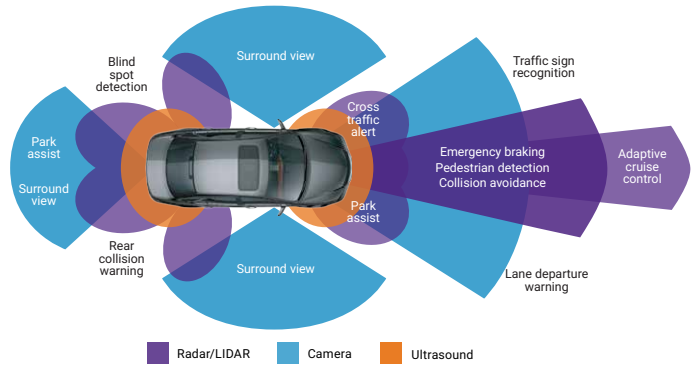 Surround view
Traffic sign
recognition
Blind
spot
detection
Cross
traffic
alert
Park
assist
Surround
view
Emergency braking
Pedestrian detection
Collision avoidance
Adaptive
cruise
control
Park
assist
Rear
collision
warning
Surround view
Lane departure
warning
Radar/LIDAR
Camera
Ultrasound